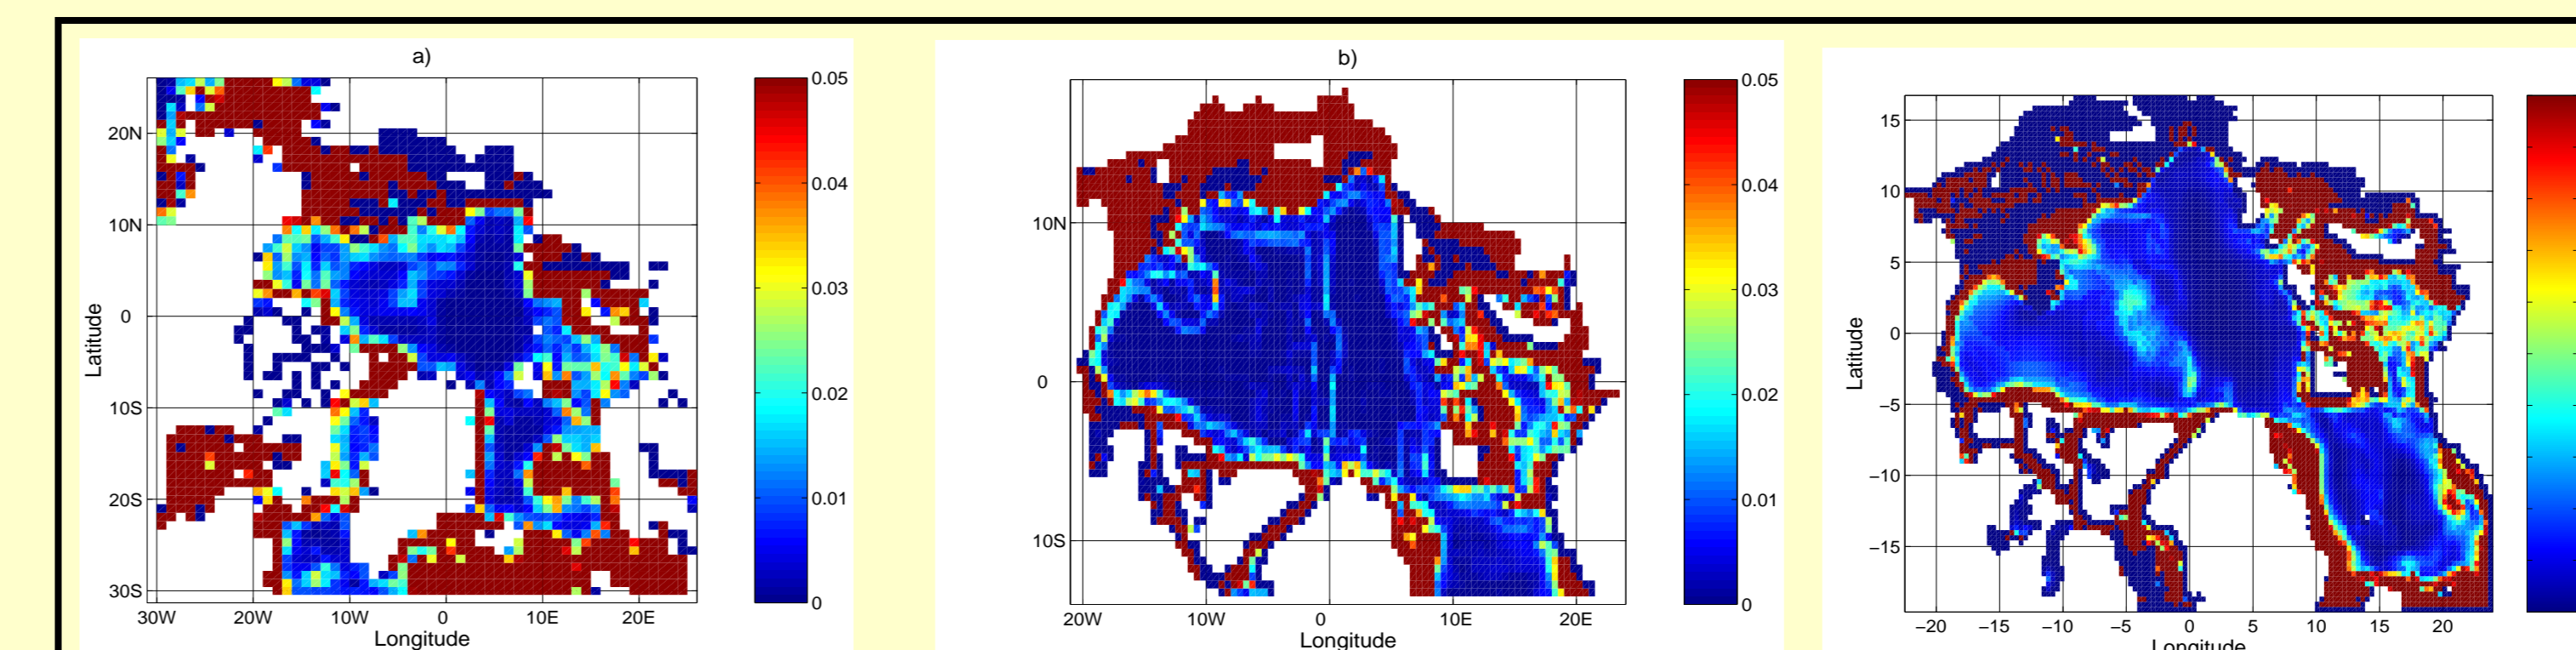 a)
0.05
0.04
0.03
0.02
0.01
0
20N
10N
0
10S
20S
30S
Latitude
30W 20W 10W 0 10E 20E
Longitude
b)
0.05
0.04
0.03
0.02
0.01
0
10N
0
10S
20W 10W 0 10E 20E
Longitude
15
10
5
0
−5
−10
−15
Latitude
−20 −15 −10 −5 0 5 10 15 20
Longitude